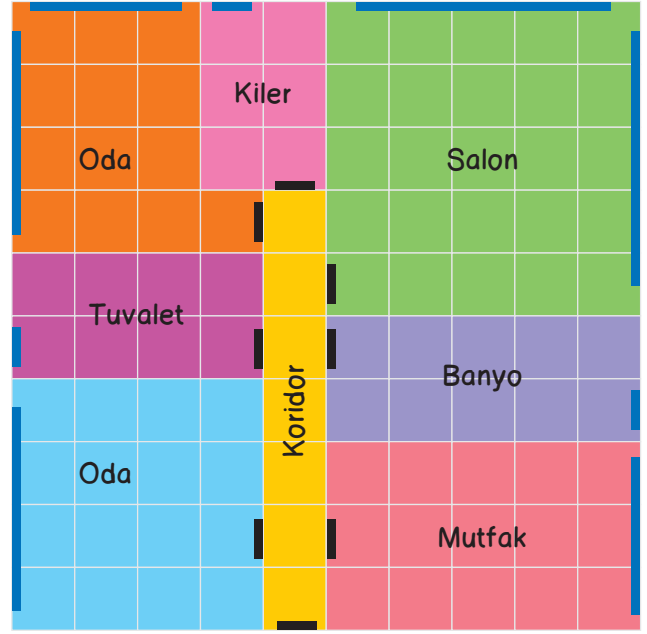 Kiler
Oda
Salon
Tuvalet
Banyo
Koridor
Oda
Mutfak